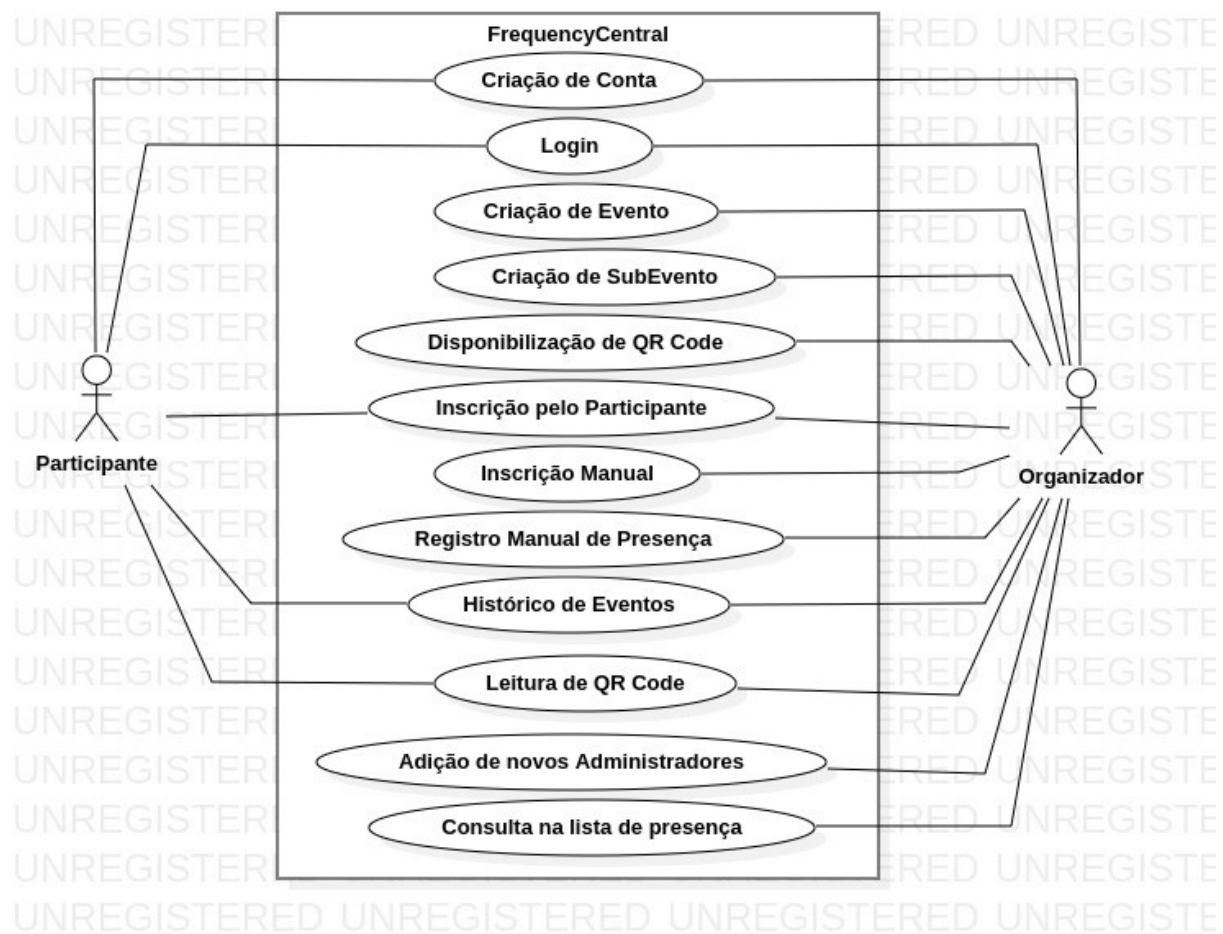 FrequencyCentral
Criação de Conta
Login
Criação de Evento
Criação de SubEvento
Disponibilização de QR Code
Inscrição pelo Participante
Participante
Inscrição Manual
Organizador
Registro Manual de Presença
Histórico de Eventos
Leitura de QR Code
Adição de novos Administradores
Consulta na lista de presença
UNREGISTERED UNREGISTERED UNREGISTERED UNREGISTE